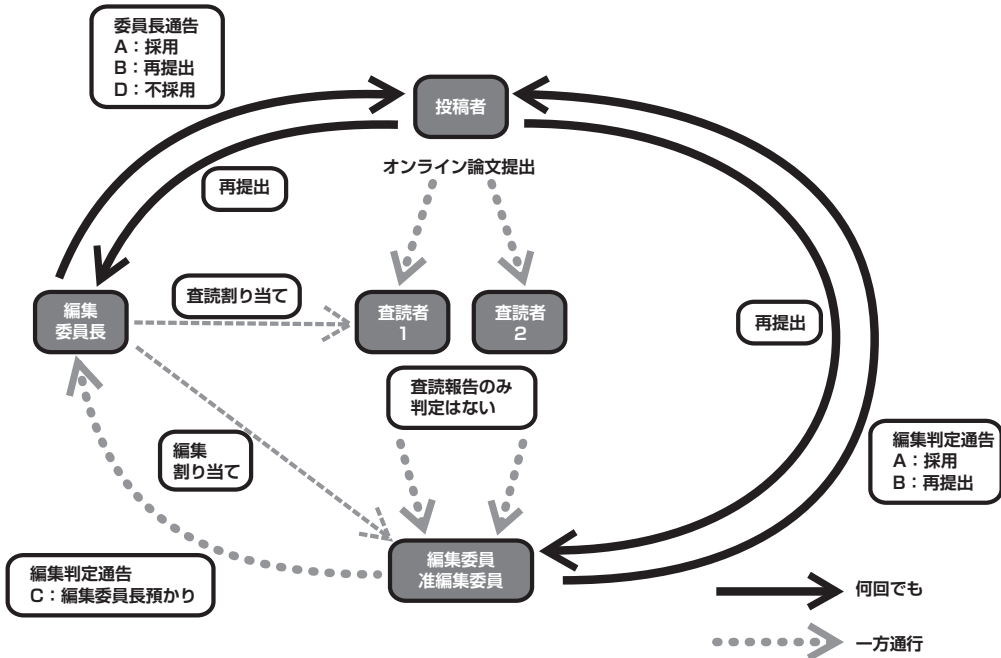 委員長通告
A：採用
B：再提出
D：不採用
投稿者
オンライン論文提出
再提出
査読割り当て
編集
委員長
査読者
1
査読者
2
再提出
査読報告のみ
判定はない
編集
割り当て
編集判定通告
A：採用
B：再提出
編集委員
准編集委員
編集判定通告
C：編集委員長預かり
何回でも
一方通行